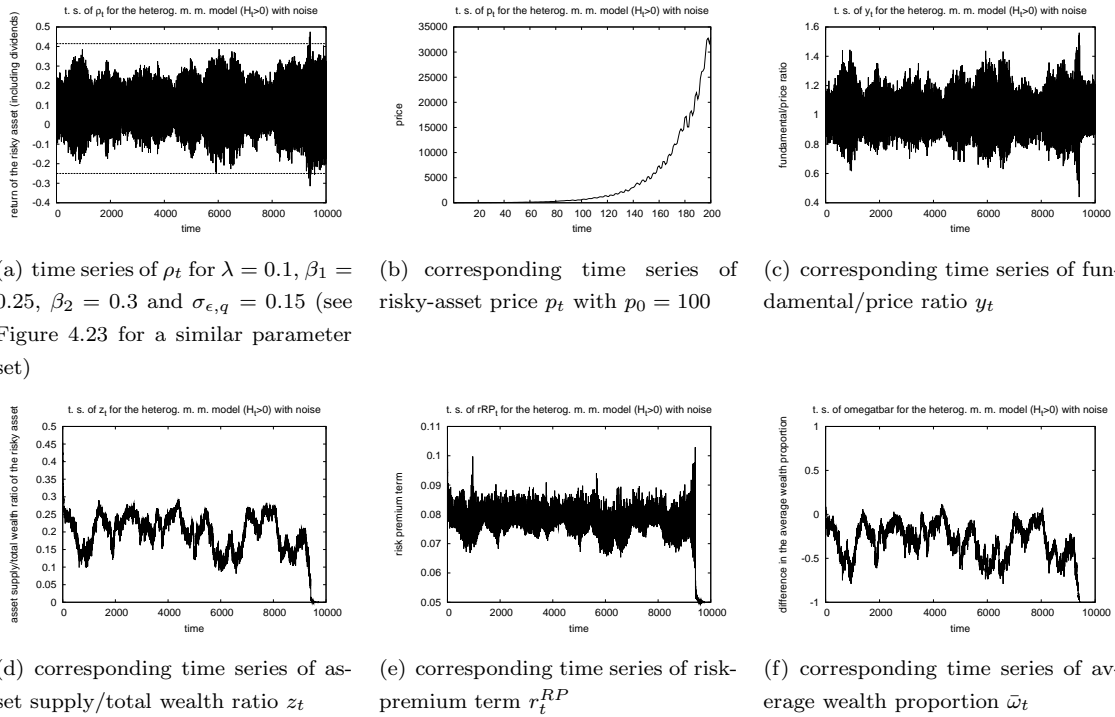 t. s. of ρt for the heterog. m. m. model (Ht>0) with noise
return of the risky asset (including dividends)
0.5
0.4
0.3
0.2
0.1
0
-0.1
-0.2
-0.3
-0.4
0 2000 4000 6000 8000 10000
time
t. s. of pt for the heterog. m. m. model (Ht>0) with noise
price
35000
30000
25000
20000
15000
10000
5000
0
20 40 60 80 100 120 140 160 180 200
time
t. s. of yt for the heterog. m. m. model (Ht>0) with noise
fundamental/price ratio
1.6
1.4
1.2
1
0.8
0.6
0.4
0 2000 4000 6000 8000 10000
time
(a) time series of ρt for λ = 0.1, β1 =
0.25, β2 = 0.3 and σϵ,q = 0.15 (see
Figure 4.23 for a similar parameter
set)
(b) corresponding time series of
risky-asset price pt with p0 = 100
(c) corresponding time series of fun-
damental/price ratio yt
t. s. of zt for the heterog. m. m. model (Ht>0) with noise
asset supply/total wealth ratio of the risky asset
0.5
0.45
0.4
0.35
0.3
0.25
0.2
0.15
0.1
0.05
0
0 2000 4000 6000 8000 10000
time
t. s. of rRPt for the heterog. m. m. model (Ht>0) with noise
risk premium term
0.11
0.1
0.09
0.08
0.07
0.06
0.05
0 2000 4000 6000 8000 10000
time
t. s. of omegatbar for the heterog. m. m. model (Ht>0) with noise
difference in the average wealth proportion
1
0.5
0
-0.5
-1
0 2000 4000 6000 8000 10000
time
(d) corresponding time series of as-
set supply/total wealth ratio zt
(e) corresponding time series of risk-
premium term rtRP
(f) corresponding time series of av-
erage wealth proportion ω̄t